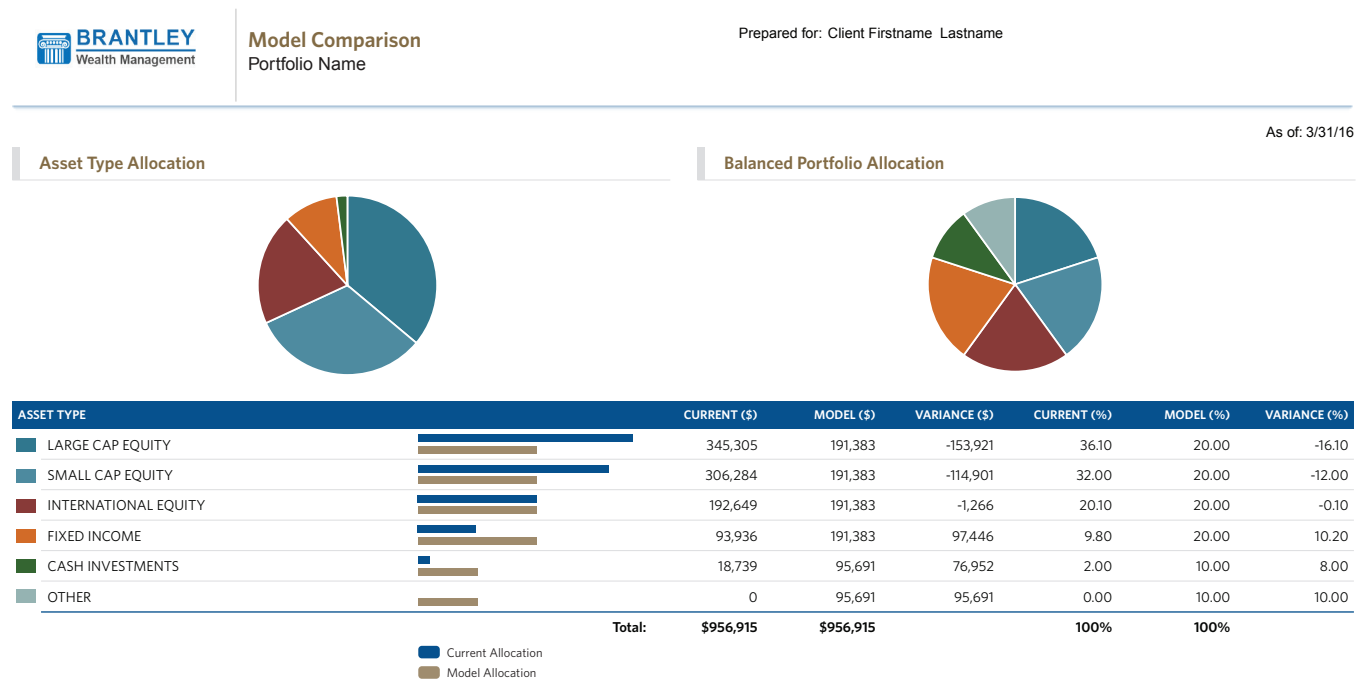 BRANTLEY
Wealth Management
Model Comparison
Portfolio Name
Prepared for: Client Firstname Lastname
As of: 3/31/16
Asset Type Allocation
Balanced Portfolio Allocation
ASSET TYPE CURRENT ($) MODEL ($) VARIANCE ($) CURRENT (%) MODEL (%) VARIANCE (%)
LARGE CAP EQUITY 345,305 191,383 -153,921 36.10 20.00 -16.10
SMALL CAP EQUITY 306,284 191,383 -114,901 32.00 20.00 -12.00
INTERNATIONAL EQUITY 192,649 191,383 -1,266 20.10 20.00 -0.10
FIXED INCOME 93,936 191,383 97,446 9.80 20.00 10.20
CASH INVESTMENTS 18,739 95,691 76,952 2.00 10.00 8.00
OTHER 0 95,691 95,691 0.00 10.00 10.00
Total: $956,915 $956,915 100% 100%
Current Allocation
Model Allocation